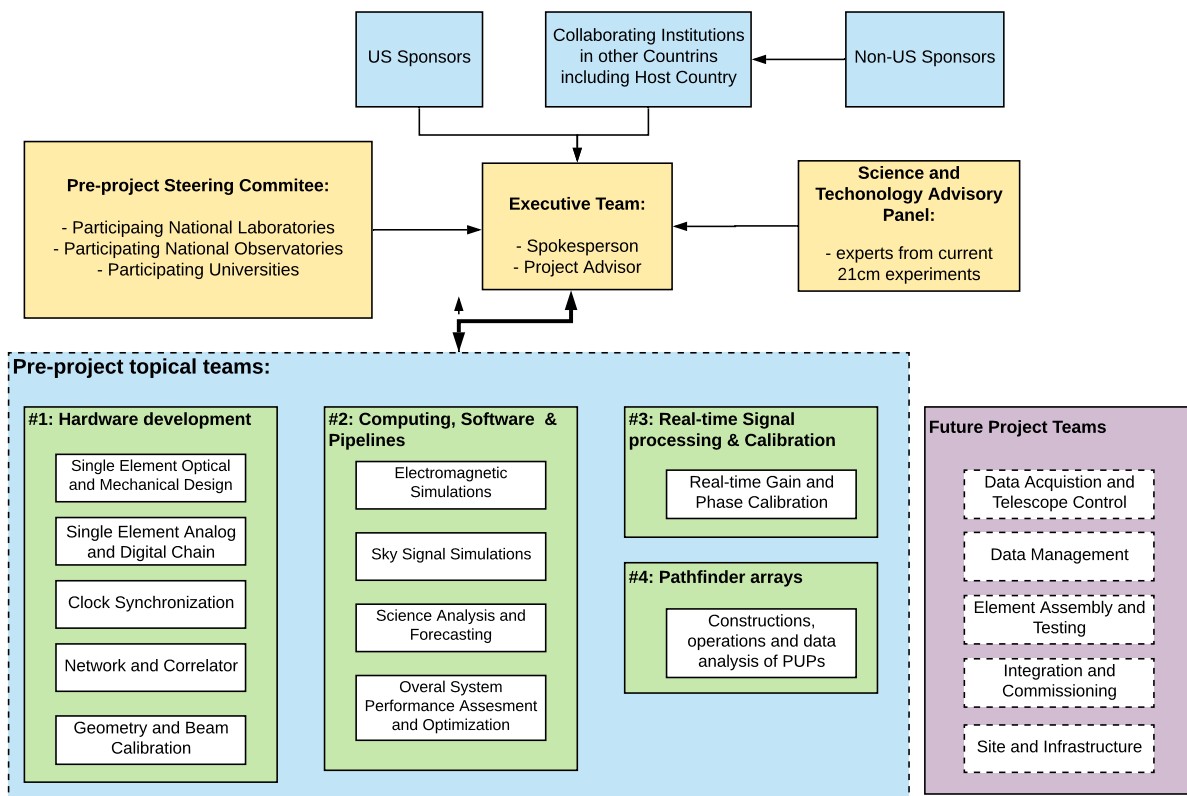 US Sponsors
Collaborating Institutions
in other Countrins
including Host Country
Non-US Sponsors
Pre-project Steering Commitee:
- Participaing National Laboratories
- Participating National Observatories
- Participating Universities
Executive Team:
- Spokesperson
- Project Advisor
Science and
Techonology Advisory
Panel:
- experts from current
21cm experiments
Pre-project topical teams:
#1: Hardware development
Single Element Optical
and Mechanical Design
Single Element Analog
and Digital Chain
Clock Synchronization
Network and Correlator
Geometry and Beam
Calibration
#2: Computing, Software &
Pipelines
Electromagnetic
Simulations
Sky Signal Simulations
Science Analysis and
Forecasting
Overal System
Performance Assesment
and Optimization
#3: Real-time Signal
processing & Calibration
Real-time Gain and
Phase Calibration
#4: Pathfinder arrays
Constructions,
operations and data
analysis of PUPs
Future Project Teams
Data Acquistion and
Telescope Control
Data Management
Element Assembly and
Testing
Integration and
Commissioning
Site and Infrastructure